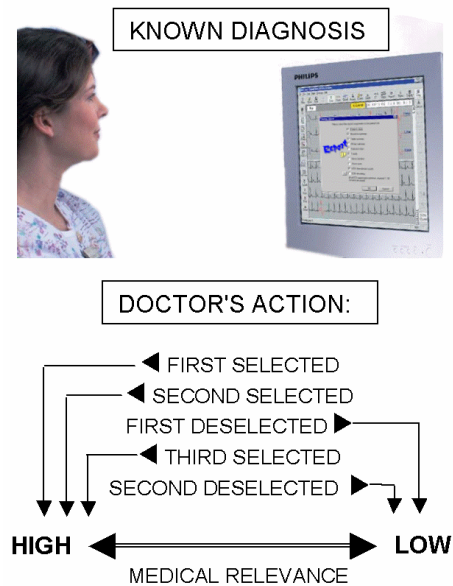 KNOWN DIAGNOSIS
PHILIPS
Expert
DOCTOR'S ACTION:
FIRST SELECTED
SECOND SELECTED
FIRST DESELECTED
THIRD SELECTED
SECOND DESELECTED
HIGH
LOW
MEDICAL RELEVANCE